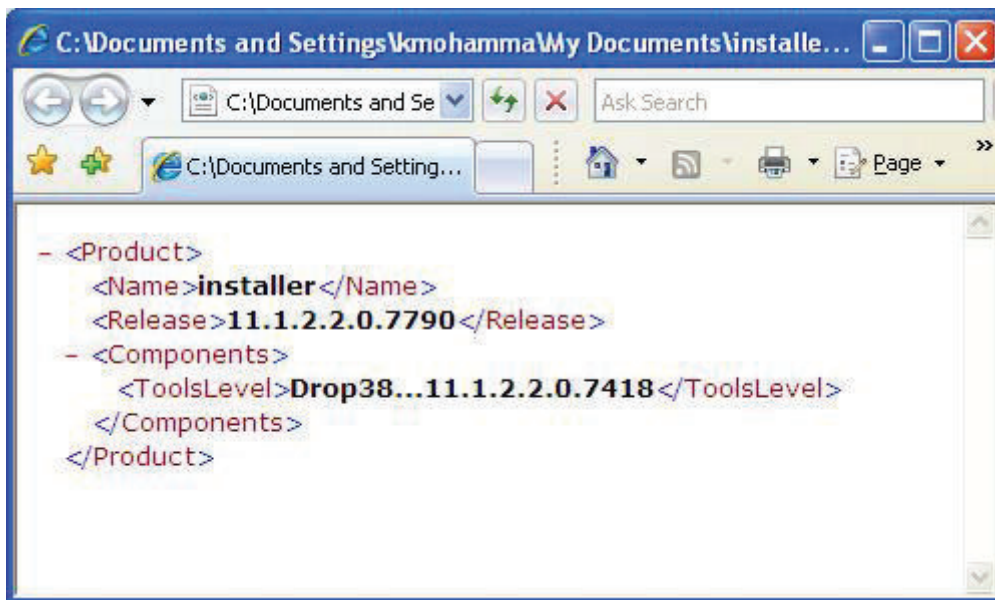 C:\Documents and Settings\kmohamma\My Documents\installe...
C:\Documents and Se
Ask Search
C:\Documents and Setting...
Page
»
- <Product>
<Name>installer</Name>
<Release>11.1.2.2.0.7790</Release>
- <Components>
<ToolsLevel>Drop38...11.1.2.2.0.7418</ToolsLevel>
</Components>
</Product>